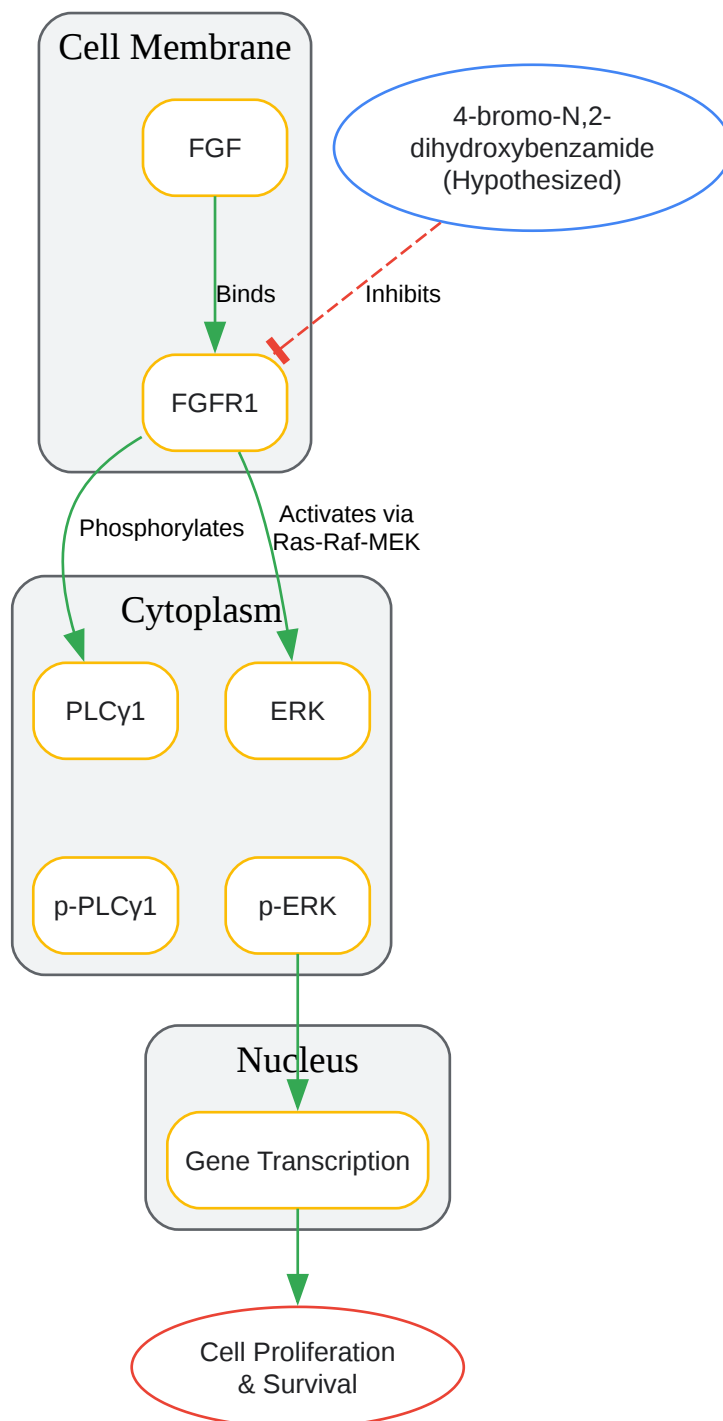 Cell Membrane
FGF
4-bromo-N,2-
dihydroxybenzamide
(Hypothesized)
Binds
Inhibits
FGFR1
Phosphorylates
Activates via
Ras-Raf-MEK
Cytoplasm
PLCγ1
ERK
p-PLCγ1
p-ERK
Nucleus
Gene Transcription
Cell Proliferation
& Survival